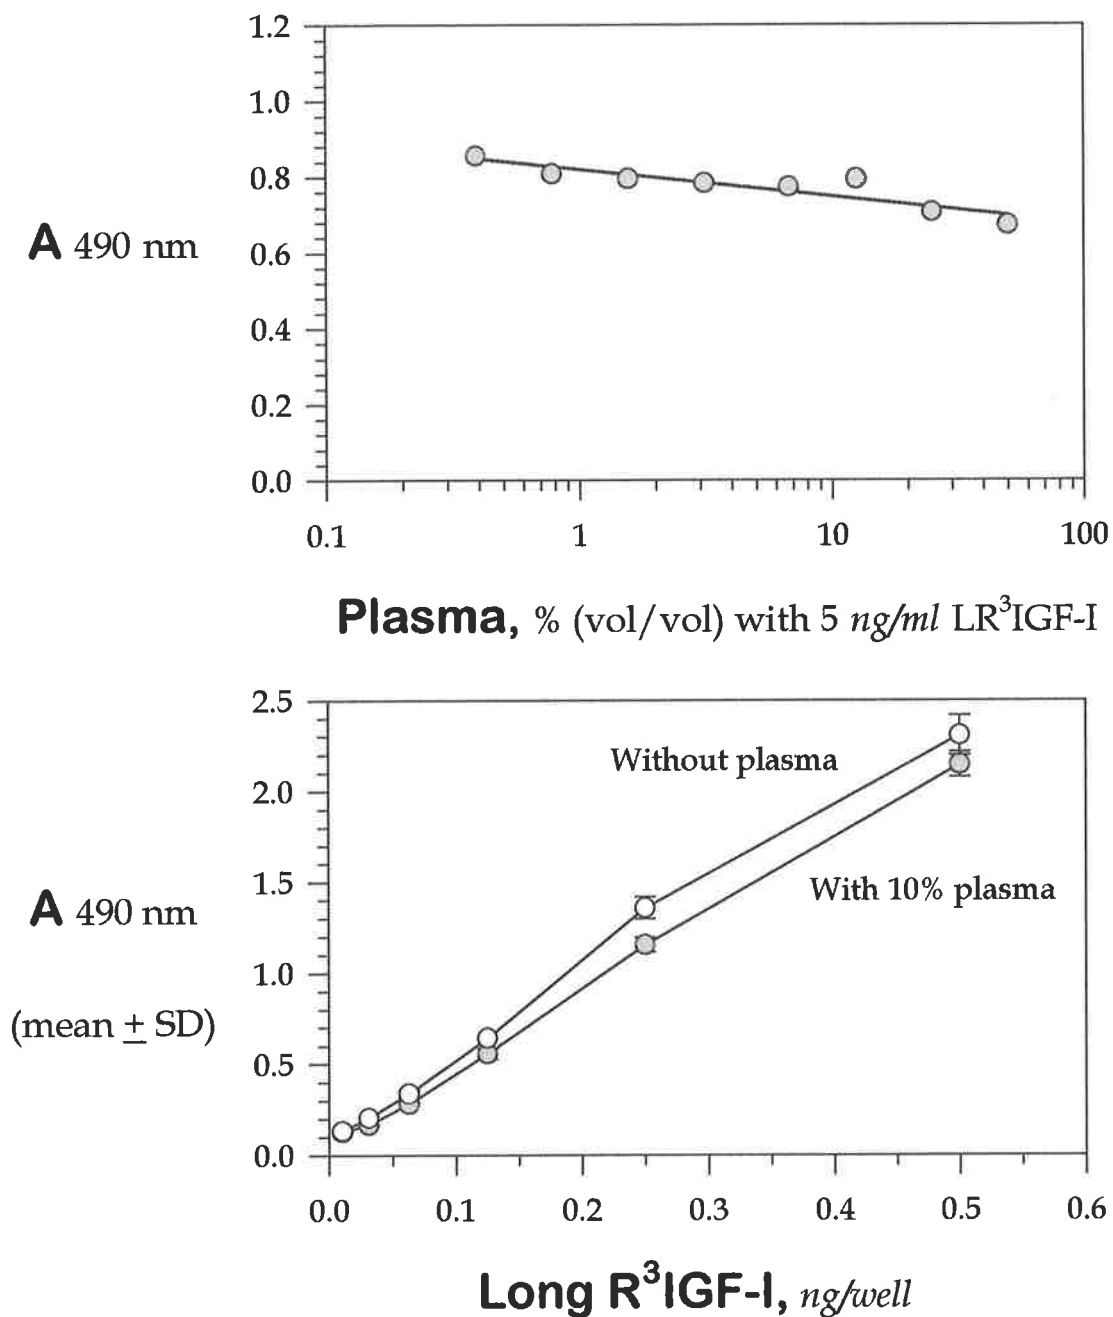 1.2
1.0
0.8
0.6
0.4
0.2
0.0
A 490 nm
0.1 1 10 100
Plasma, % (vol/vol) with 5 ng/ml LR³IGF-I
2.5
2.0
1.5
1.0
0.5
0.0
Without plasma
With 10% plasma
A 490 nm
(mean ± SD)
0.0 0.1 0.2 0.3 0.4 0.5 0.6
Long R³IGF-I, ng/well